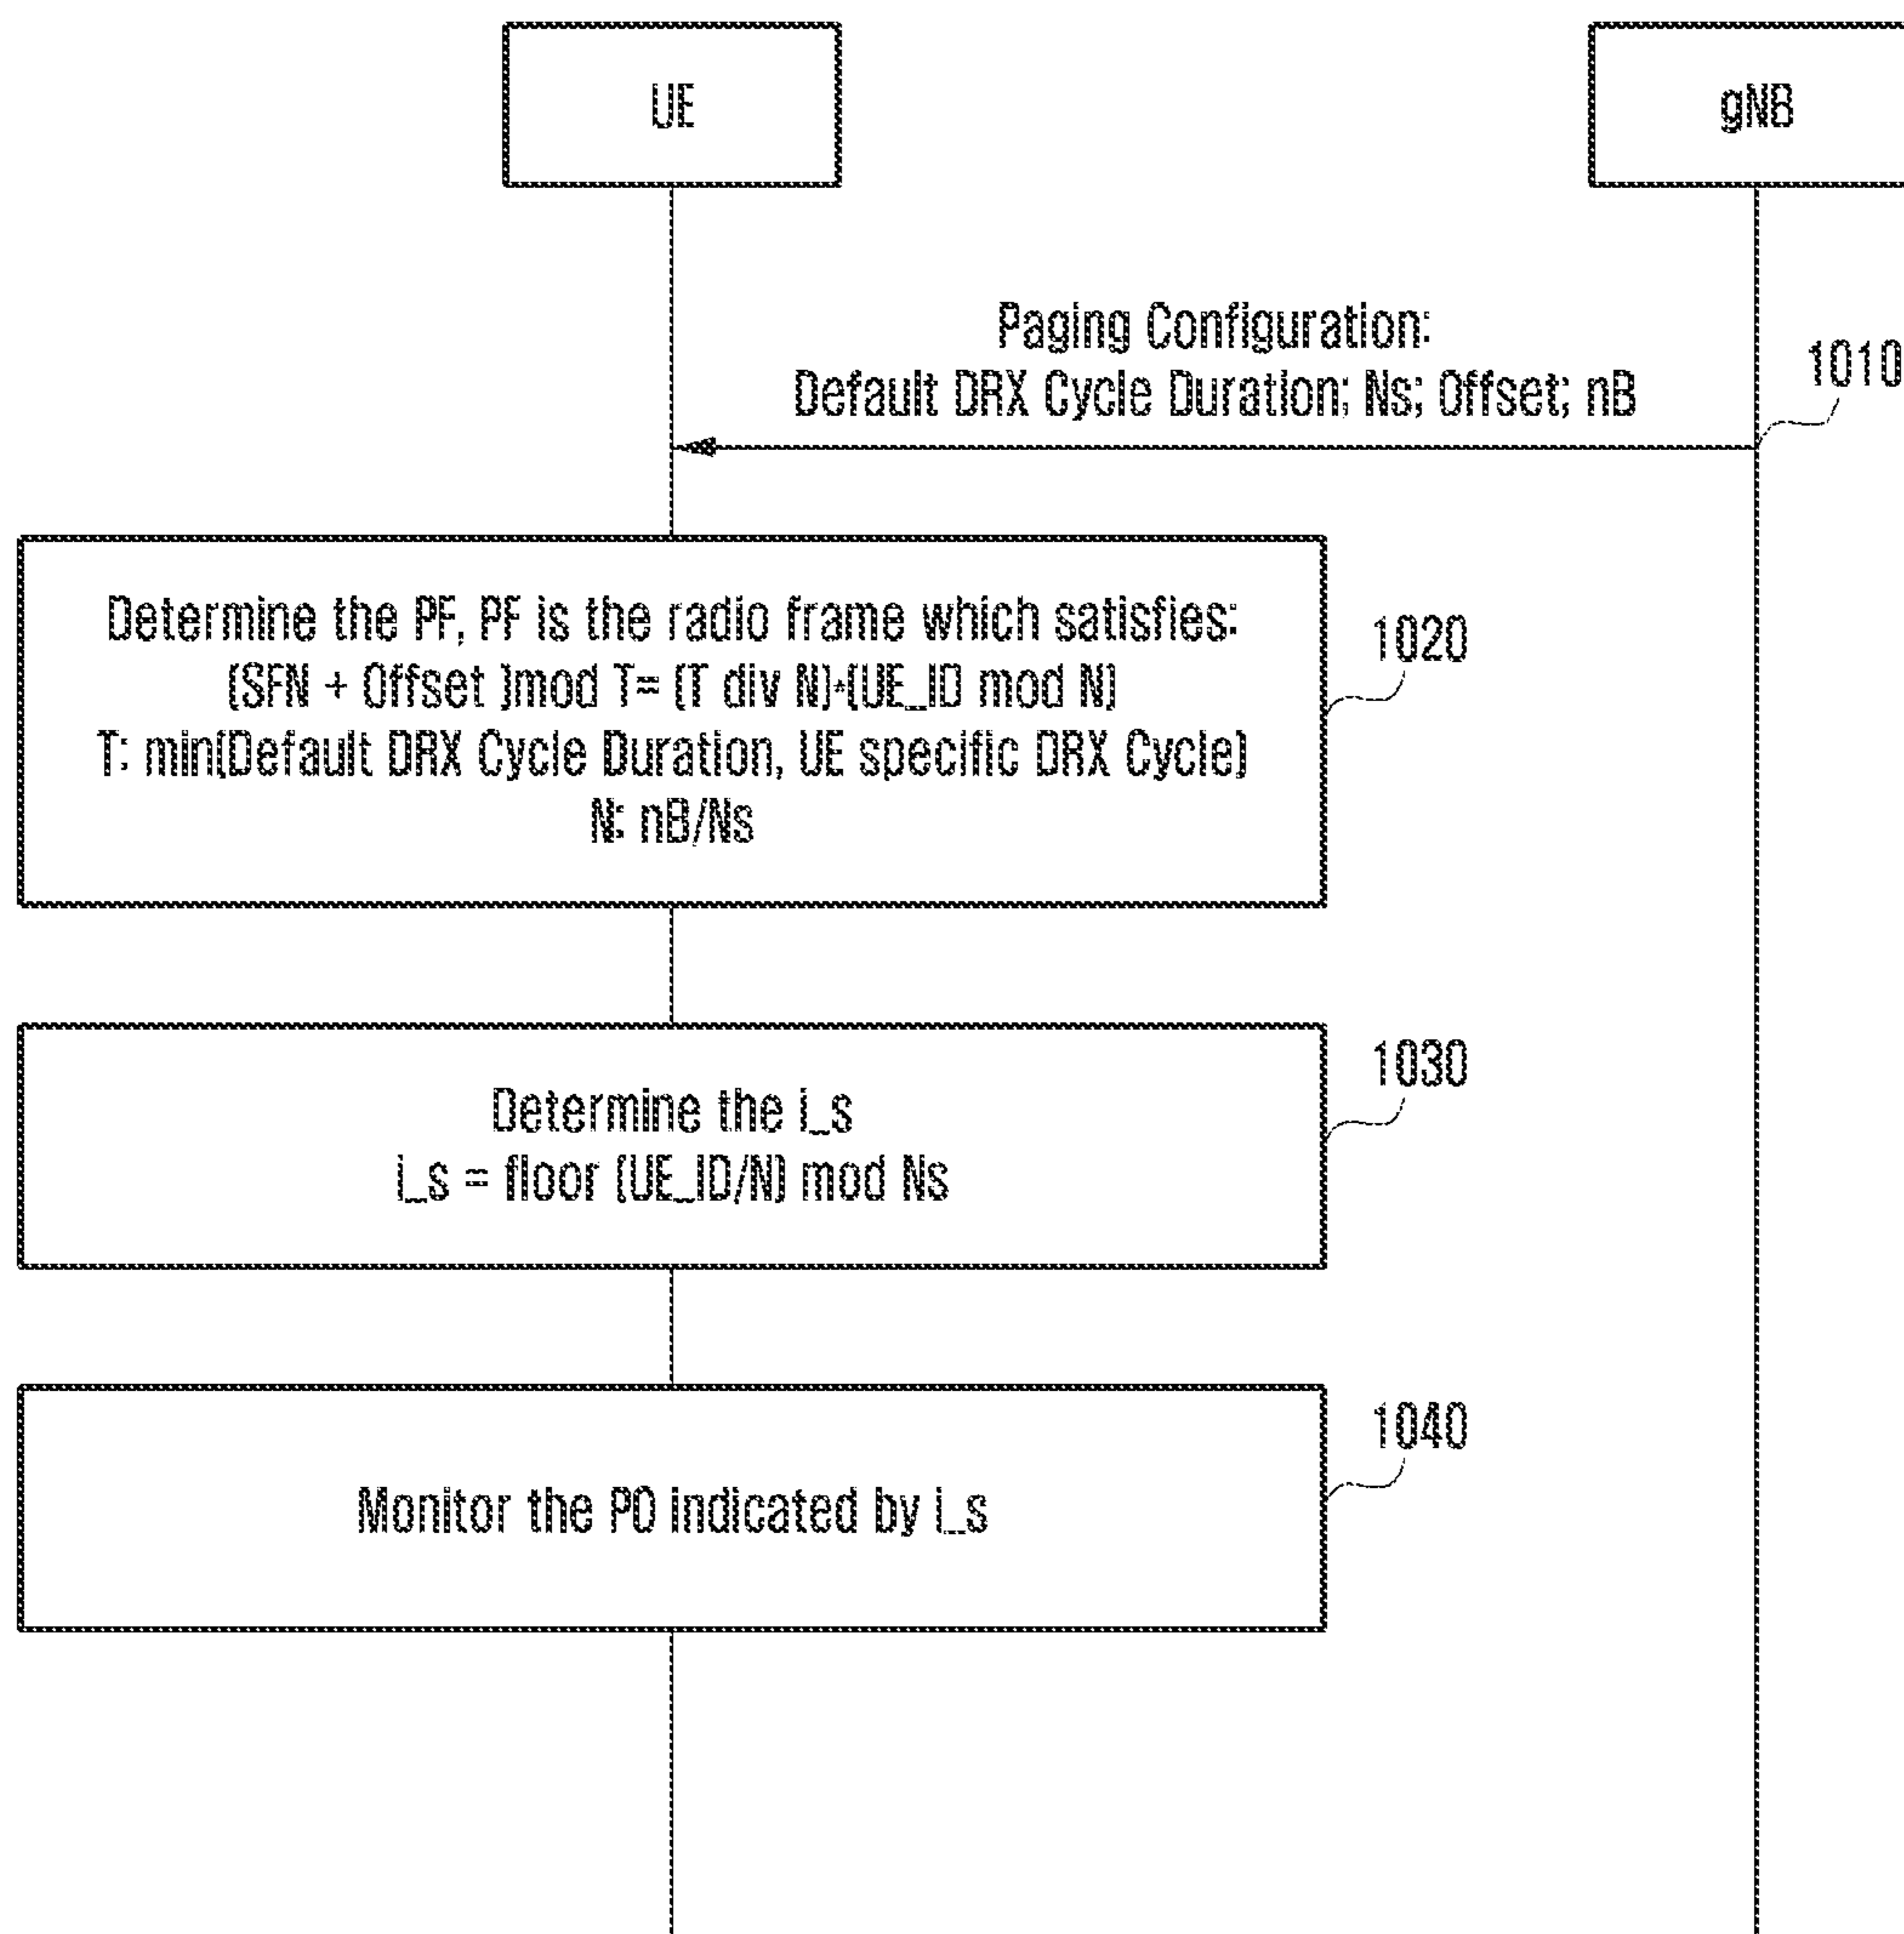 UE
gNB
Paging Configuration:
Default DRX Cycle Duration; Ns; Offset; nB
1010
Determine the PF, PF is the radio frame which satisfies:
(SFN + Offset )mod T= (T div N)*(UE_ID mod N)
T: min(Default DRX Cycle Duration, UE specific DRX Cycle)
N: nB/Ns
1020
Determine the i_s
i_s = floor (UE_ID/N) mod Ns
1030
Monitor the PO indicated by i_s
1040